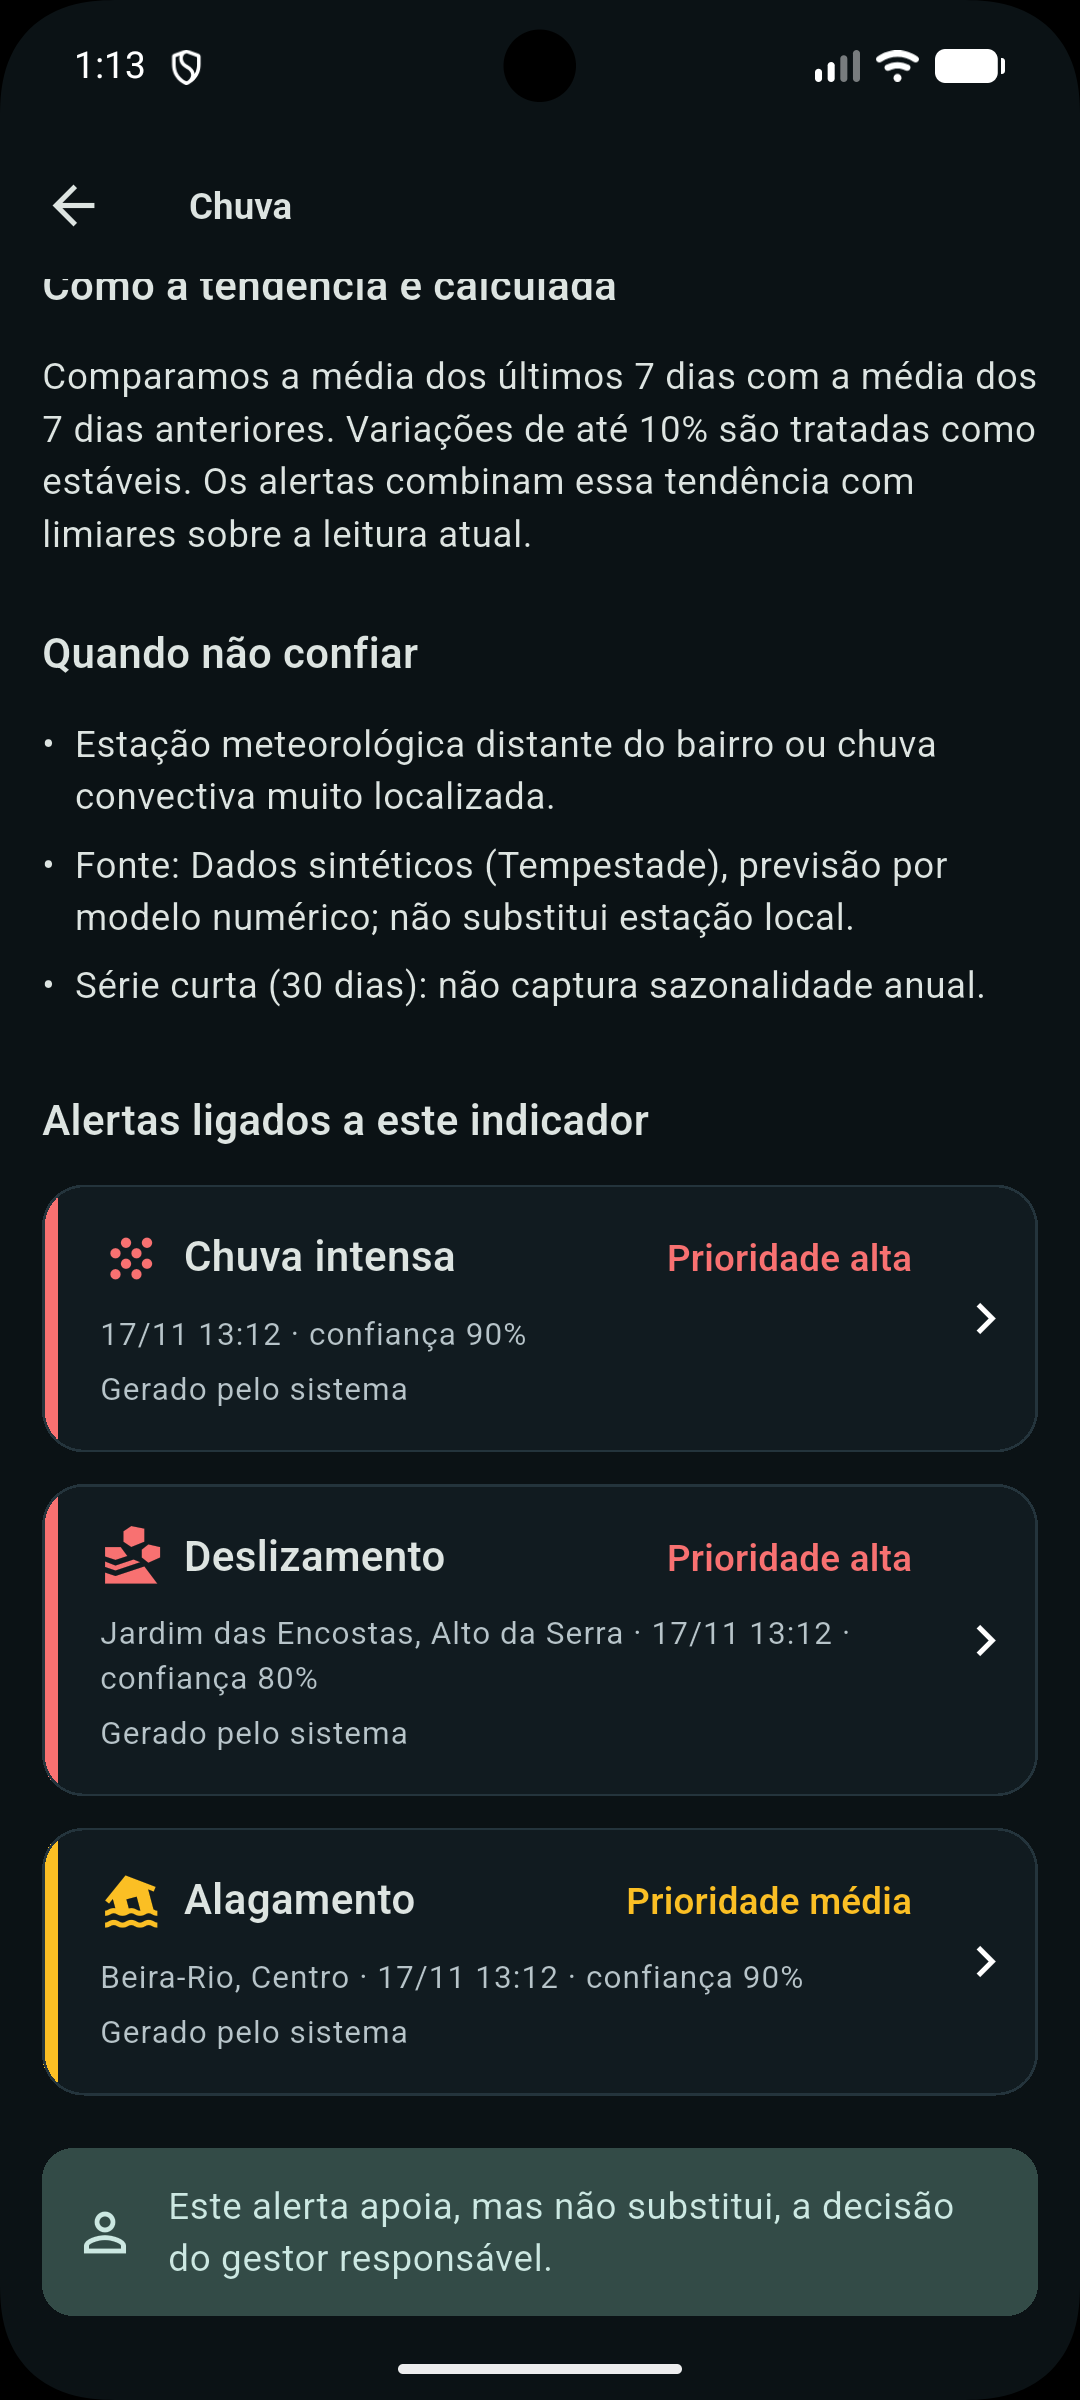 1:13
Chuva
Como a tendência é calculada
Comparamos a média dos últimos 7 dias com a média dos
7 dias anteriores. Variações de até 10% são tratadas como
estáveis. Os alertas combinam essa tendência com
limiares sobre a leitura atual.
Quando não confiar
• Estação meteorológica distante do bairro ou chuva
convectiva muito localizada.
• Fonte: Dados sintéticos (Tempestade), previsão por
modelo numérico; não substitui estação local.
• Série curta (30 dias): não captura sazonalidade anual.
Alertas ligados a este indicador
Chuva intensa Prioridade alta
17/11 13:12 · confiança 90%
Gerado pelo sistema
Deslizamento Prioridade alta
Jardim das Encostas, Alto da Serra · 17/11 13:12 ·
confiança 80%
Gerado pelo sistema
Alagamento Prioridade média
Beira-Rio, Centro · 17/11 13:12 · confiança 90%
Gerado pelo sistema
Este alerta apoia, mas não substitui, a decisão
do gestor responsável.